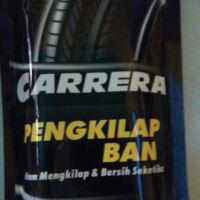 CARRERA
PENGKILAP
BAN
Mengkilap & Bersih Seketika